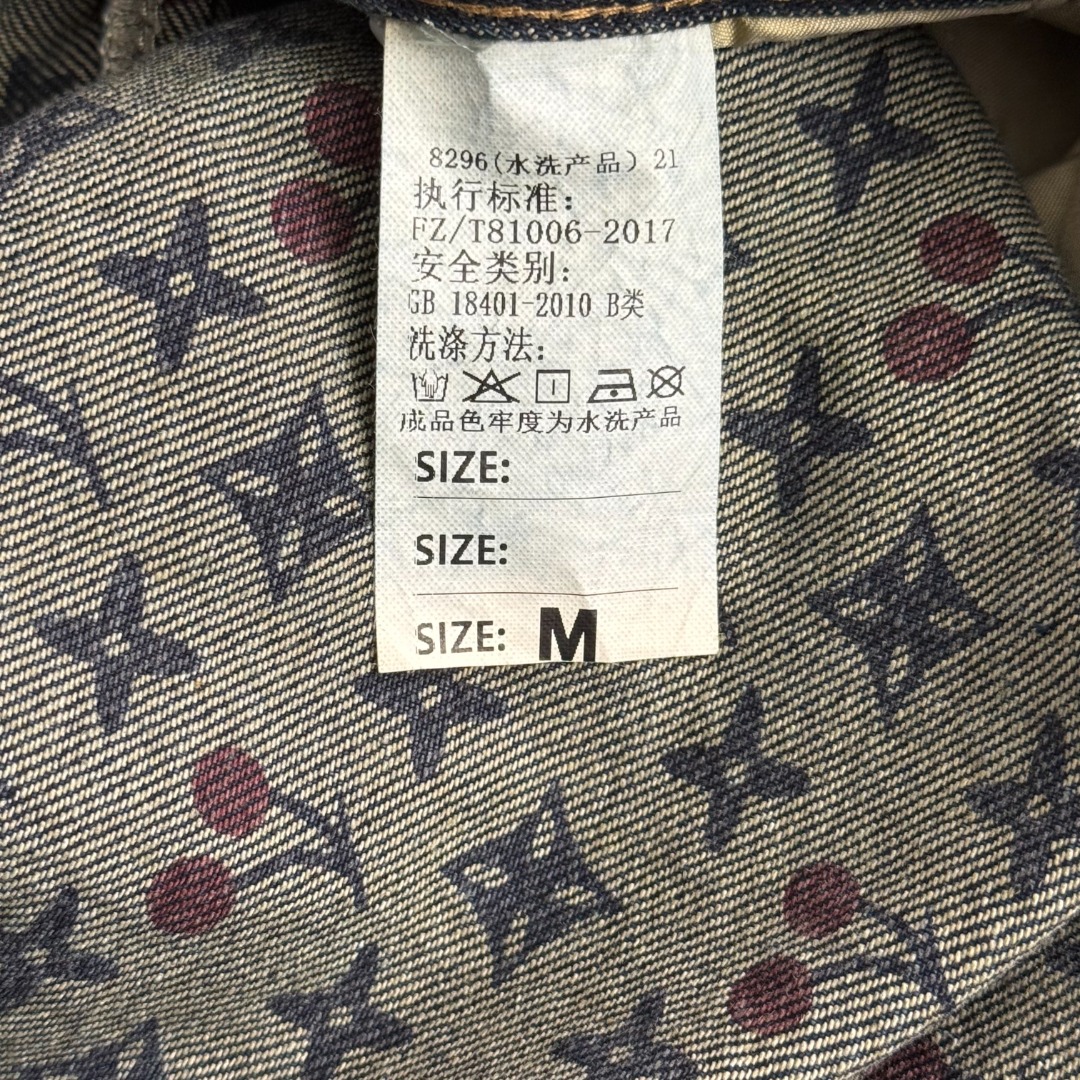 8296(水洗产品) 21
执行标准:
FZ/T81006-2017
安全类别:
GB 18401-2010 B类
洗涤方法:
成品色牢度为水洗产品
SIZE:
SIZE:
SIZE: M